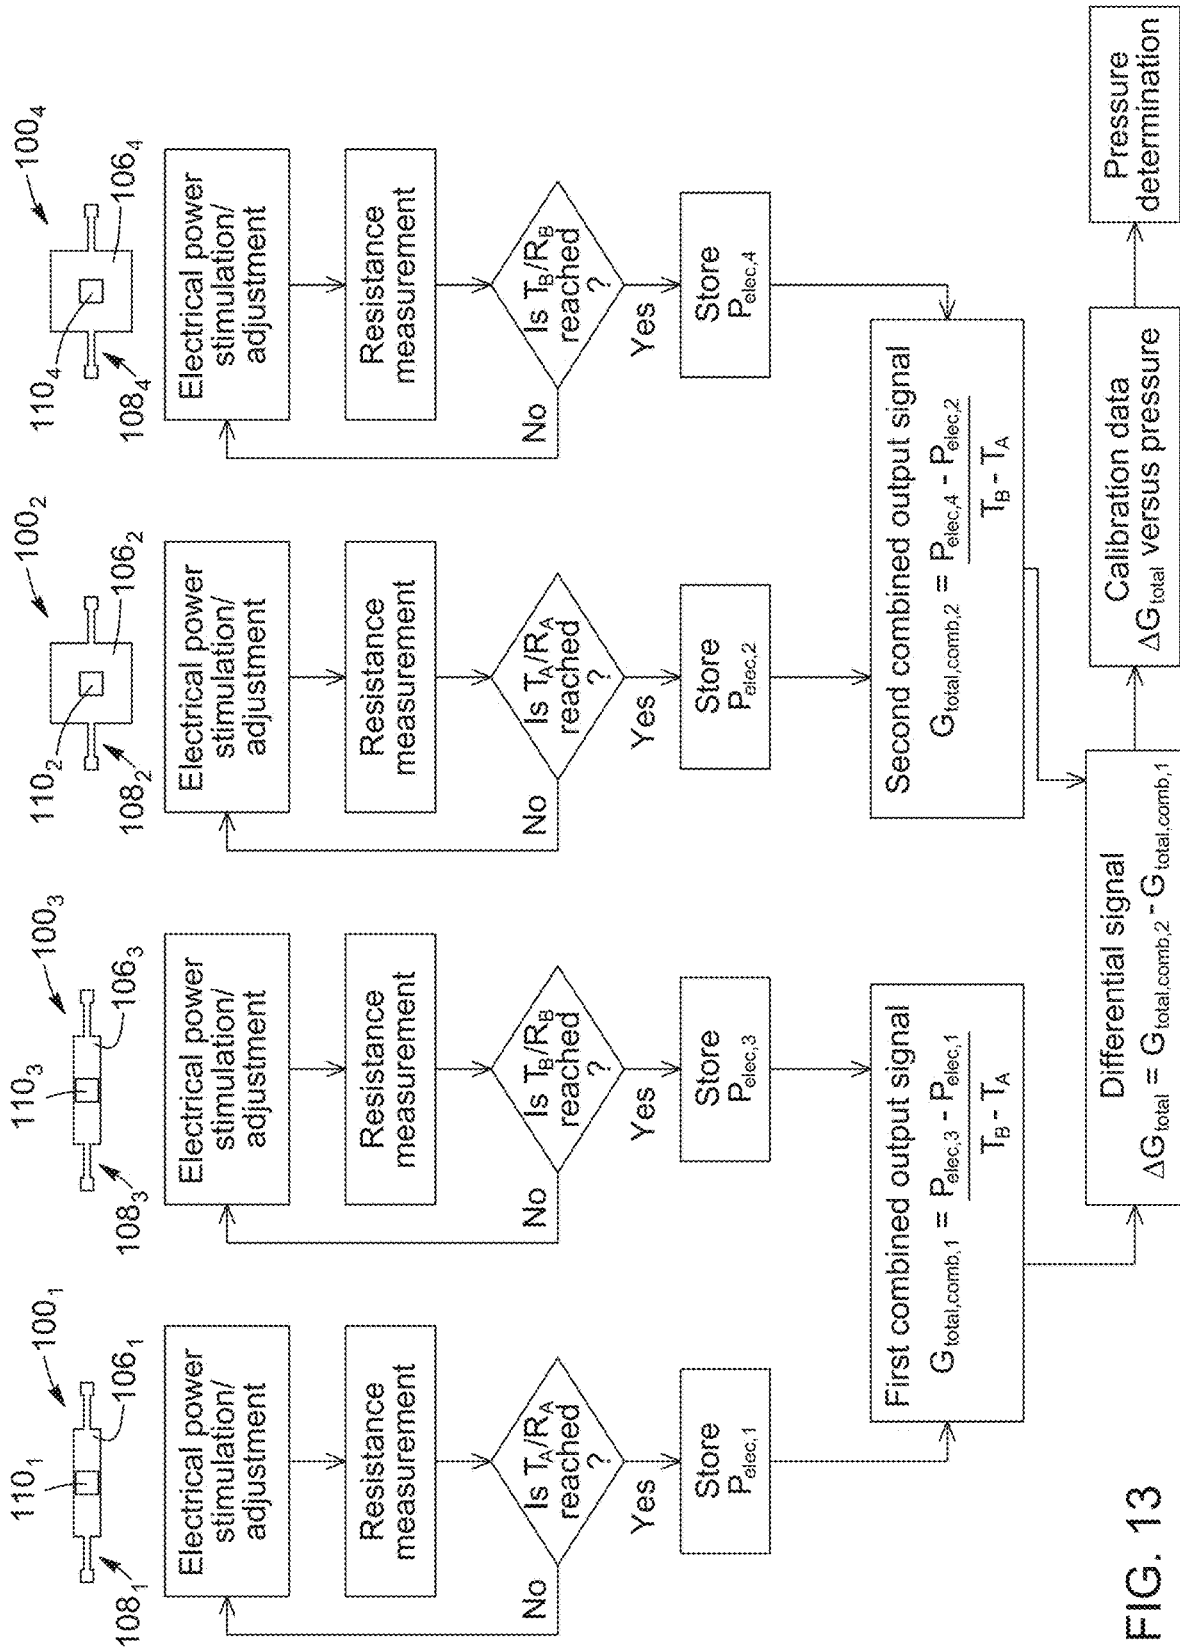 110₁
100₁
106₁
108₁
Electrical power
stimulation/
adjustment
Resistance
measurement
Is T_A/R_A
reached
?
No
Yes
Store
P_elec,1
110₃
100₃
106₃
108₃
Electrical power
stimulation/
adjustment
Resistance
measurement
Is T_B/R_B
reached
?
No
Yes
Store
P_elec,3
110₂
100₂
106₂
108₂
Electrical power
stimulation/
adjustment
Resistance
measurement
Is T_A/R_A
reached
?
No
Yes
Store
P_elec,2
110₄
100₄
106₄
108₄
Electrical power
stimulation/
adjustment
Resistance
measurement
Is T_B/R_B
reached
?
No
Yes
Store
P_elec,4
First combined output signal
G_total,comb,1 = P_elec,3 - P_elec,1
T_B - T_A
Second combined output signal
G_total,comb,2 = P_elec,4 - P_elec,2
T_B - T_A
Differential signal
ΔG_total = G_total,comb,2 - G_total,comb,1
Calibration data
ΔG_total versus pressure
Pressure
determination
FIG. 13